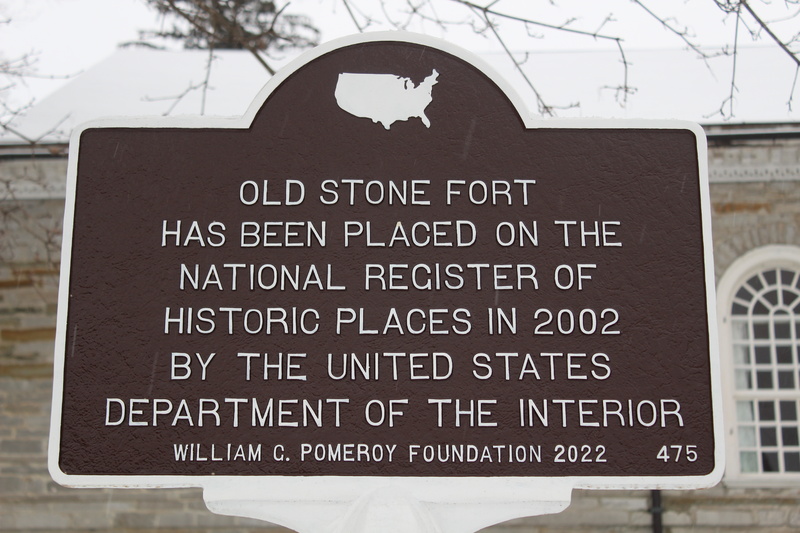 OLD STONE FORT
HAS BEEN PLACED ON THE
NATIONAL REGISTER OF
HISTORIC PLACES IN 2002
BY THE UNITED STATES
DEPARTMENT OF THE INTERIOR
WILLIAM G. POMEROY FOUNDATION 2022 475